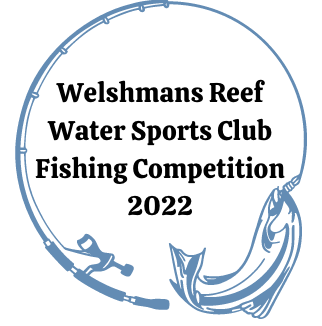 Welshmans Reef
Water Sports Club
Fishing Competition
2022